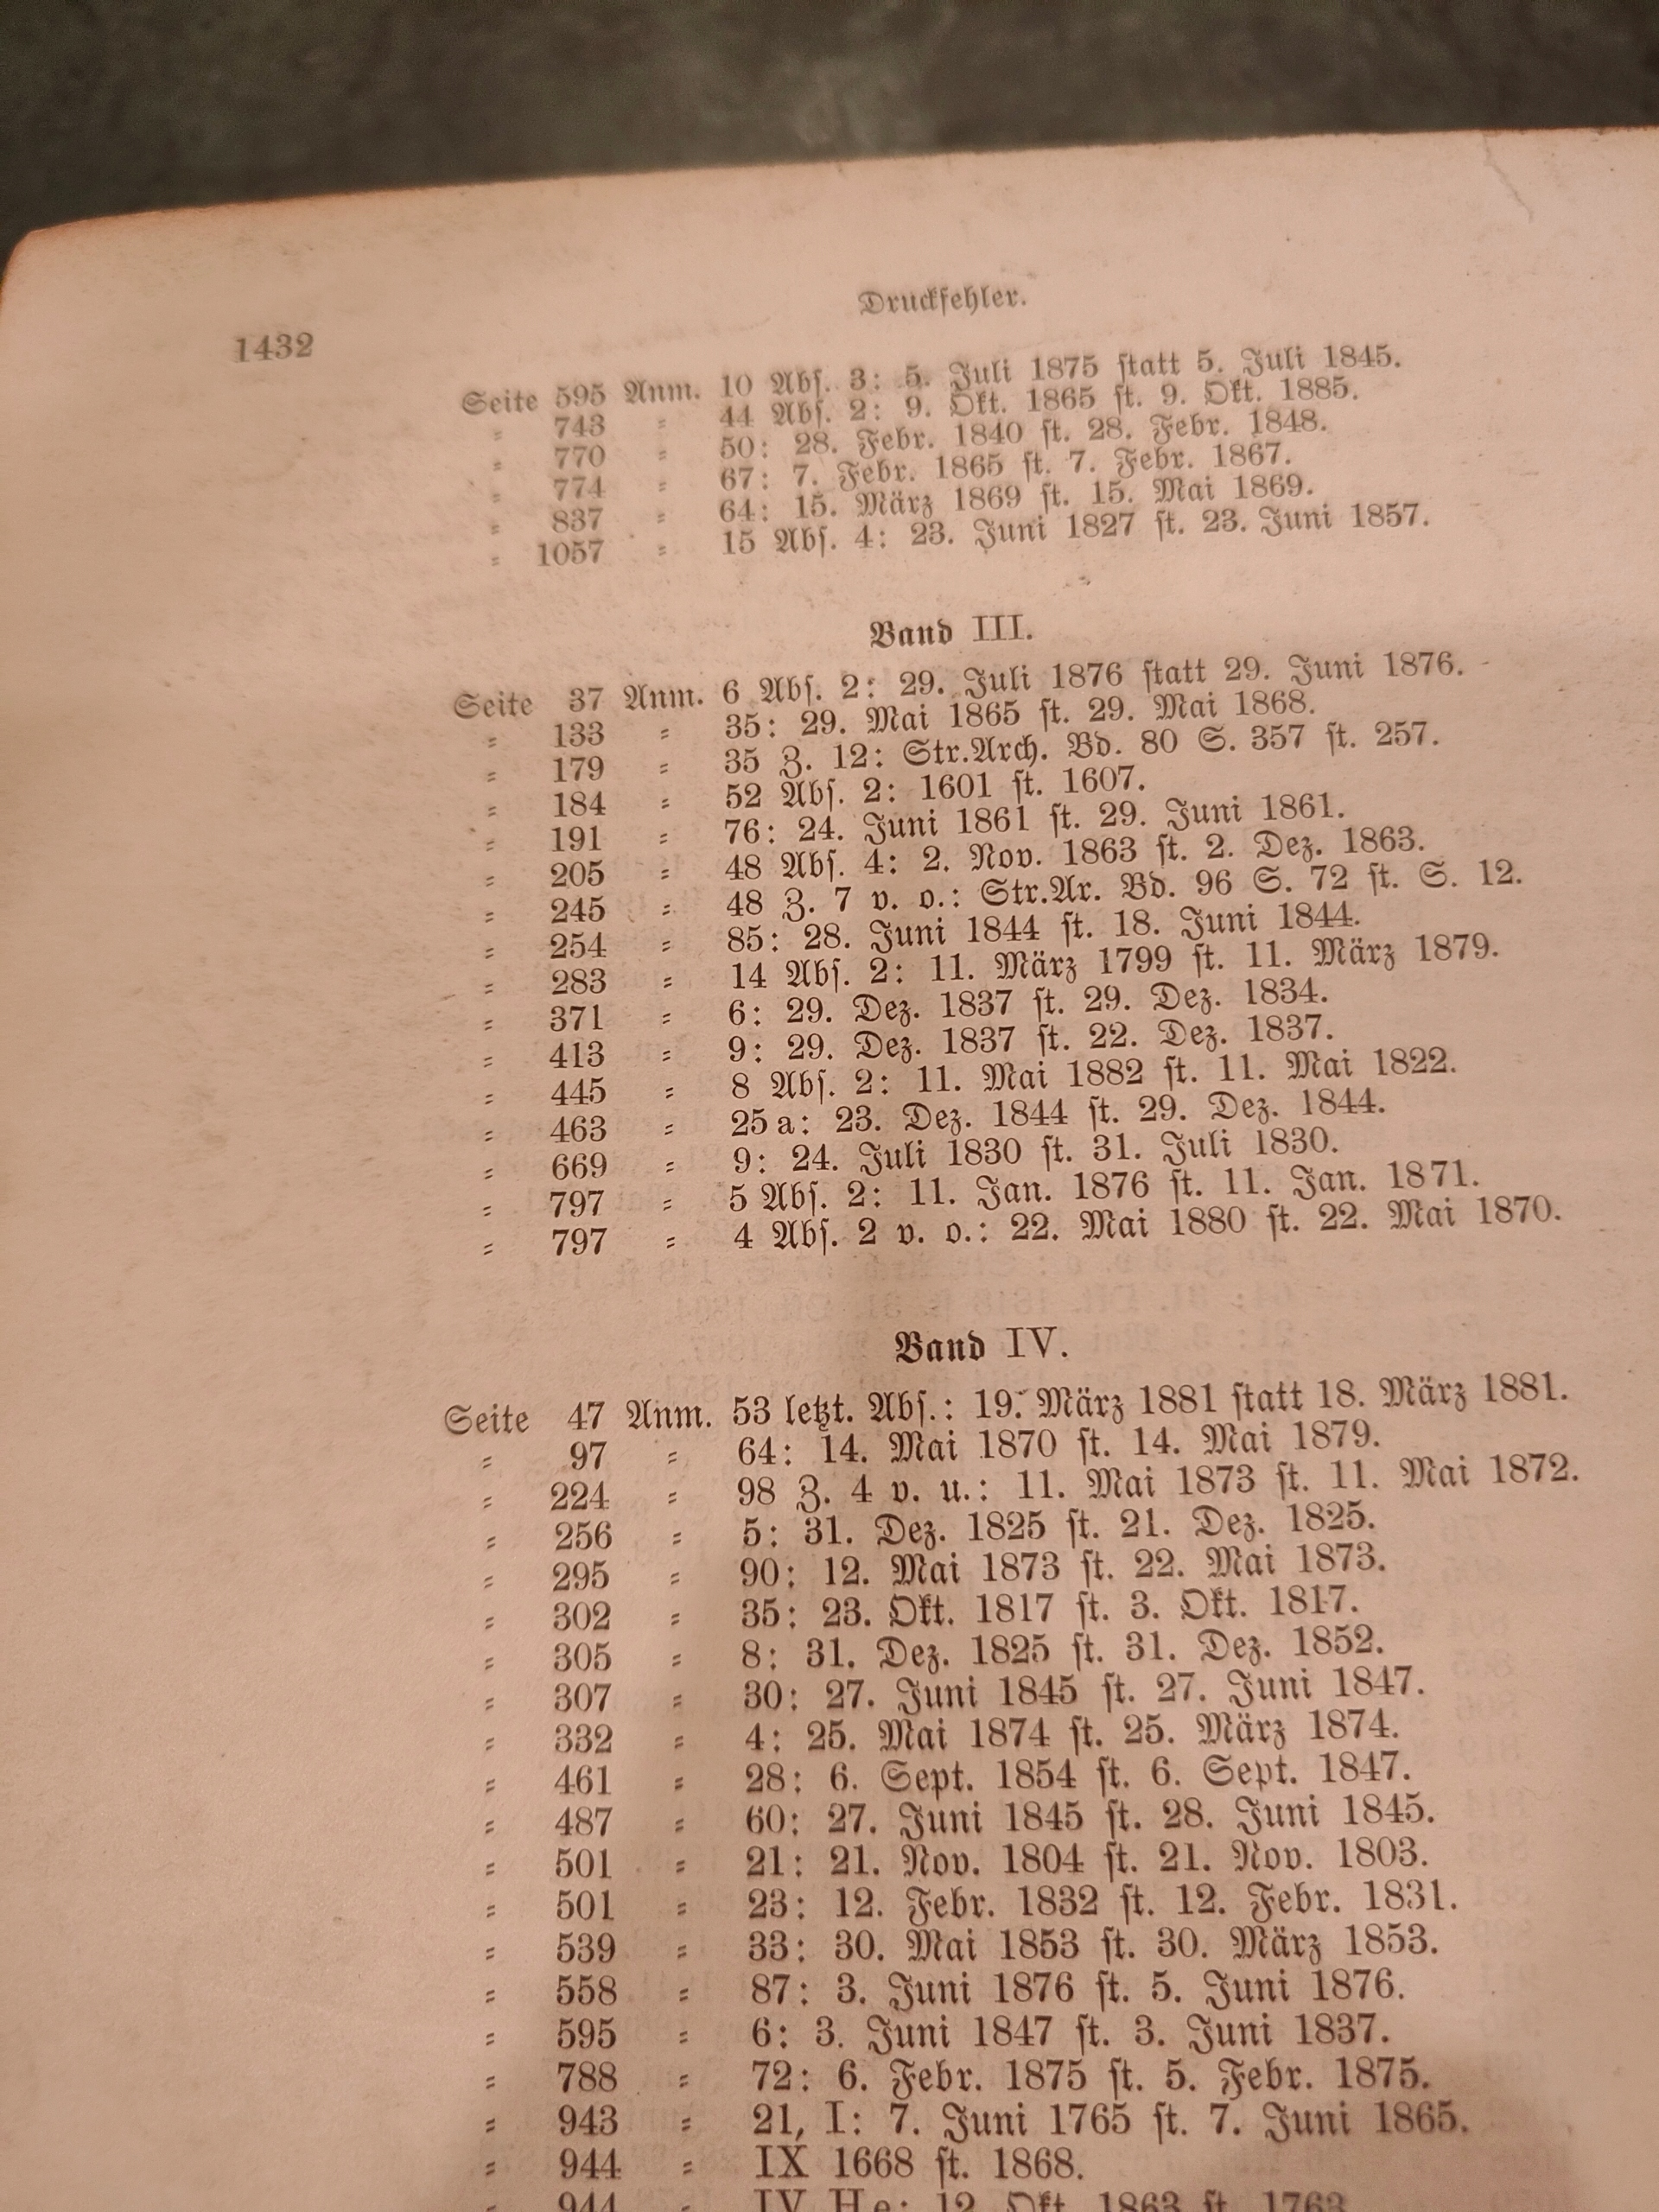 Druckfehler.
1432
Seite 595 Anm. 10 Abſ. 3: 5. Juli 1875 ſtatt 5. Juli 1845.
„ 743 „ 44 Abſ. 2: 9. Okt. 1865 ſt. 9. Okt. 1885.
„ 770 „ 50: 28. Febr. 1840 ſt. 28. Febr. 1848.
„ 774 „ 67: 7. Febr. 1865 ſt. 7. Febr. 1867.
„ 837 „ 64: 15. März 1869 ſt. 15. Mai 1869.
„ 1057 „ 15 Abſ. 4: 23. Juni 1827 ſt. 23. Juni 1857.
Band III.
Seite 37 Anm. 6 Abſ. 2: 29. Juli 1876 ſtatt 29. Juni 1876.
„ 133 „ 35: 29. Mai 1865 ſt. 29. Mai 1868.
„ 179 „ 35 Z. 12: Str.Arch. Bd. 80 S. 357 ſt. 257.
„ 184 „ 52 Abſ. 2: 1601 ſt. 1607.
„ 191 „ 76: 24. Juni 1861 ſt. 29. Juni 1861.
„ 205 „ 48 Abſ. 4: 2. Nov. 1863 ſt. 2. Dez. 1863.
„ 245 „ 48 Z. 7 v. o.: Str.Ar. Bd. 96 S. 72 ſt. S. 12.
„ 254 „ 85: 28. Juni 1844 ſt. 18. Juni 1844.
„ 283 „ 14 Abſ. 2: 11. März 1799 ſt. 11. März 1879.
„ 371 „ 6: 29. Dez. 1837 ſt. 29. Dez. 1834.
„ 413 „ 9: 29. Dez. 1837 ſt. 22. Dez. 1837.
„ 445 „ 8 Abſ. 2: 11. Mai 1882 ſt. 11. Mai 1822.
„ 463 „ 25a: 23. Dez. 1844 ſt. 29. Dez. 1844.
„ 669 „ 9: 24. Juli 1830 ſt. 31. Juli 1830.
„ 797 „ 5 Abſ. 2: 11. Jan. 1876 ſt. 11. Jan. 1871.
„ 797 „ 4 Abſ. 2 v. o.: 22. Mai 1880 ſt. 22. Mai 1870.
Band IV.
Seite 47 Anm. 53 letzt. Abſ.: 19. März 1881 ſtatt 18. März 1881.
„ 97 „ 64: 14. Mai 1870 ſt. 14. Mai 1879.
„ 224 „ 98 Z. 4 v. u.: 11. Mai 1873 ſt. 11. Mai 1872.
„ 256 „ 5: 31. Dez. 1825 ſt. 21. Dez. 1825.
„ 295 „ 90: 12. Mai 1873 ſt. 22. Mai 1873.
„ 302 „ 35: 23. Okt. 1817 ſt. 3. Okt. 1817.
„ 305 „ 8: 31. Dez. 1825 ſt. 31. Dez. 1852.
„ 307 „ 30: 27. Juni 1845 ſt. 27. Juni 1847.
„ 332 „ 4: 25. Mai 1874 ſt. 25. März 1874.
„ 461 „ 28: 6. Sept. 1854 ſt. 6. Sept. 1847.
„ 487 „ 60: 27. Juni 1845 ſt. 28. Juni 1845.
„ 501 „ 21: 21. Nov. 1804 ſt. 21. Nov. 1803.
„ 501 „ 23: 12. Febr. 1832 ſt. 12. Febr. 1831.
„ 539 „ 33: 30. Mai 1853 ſt. 30. März 1853.
„ 558 „ 87: 3. Juni 1876 ſt. 5. Juni 1876.
„ 595 „ 6: 3. Juni 1847 ſt. 3. Juni 1837.
„ 788 „ 72: 6. Febr. 1875 ſt. 5. Febr. 1875.
„ 943 „ 21, I: 7. Juni 1765 ſt. 7. Juni 1865.
„ 944 „ IX 1668 ſt. 1868.
„ 944 „ IV H e: 12. Okt. 1863 ſt. 1763